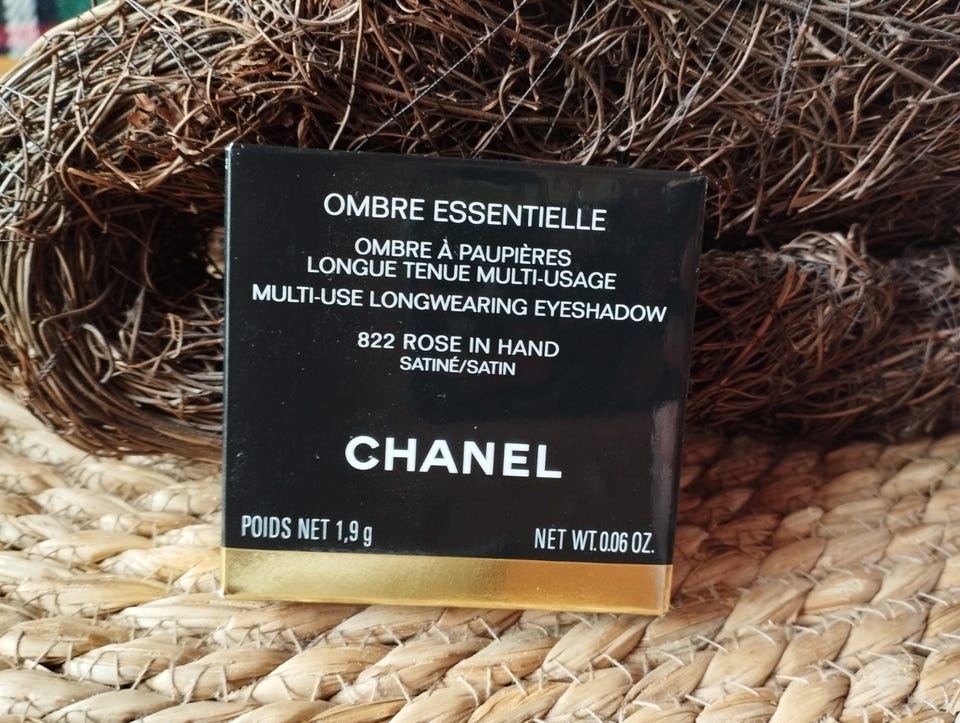 OMBRE ESSENTIELLE
OMBRE À PAUPIÈRES
LONGUE TENUE MULTI-USAGE
MULTI-USE LONGWEARING EYESHADOW
822 ROSE IN HAND
SATINÉ/SATIN
CHANEL
POIDS NET 1,9 g NET WT. 0.06 OZ.